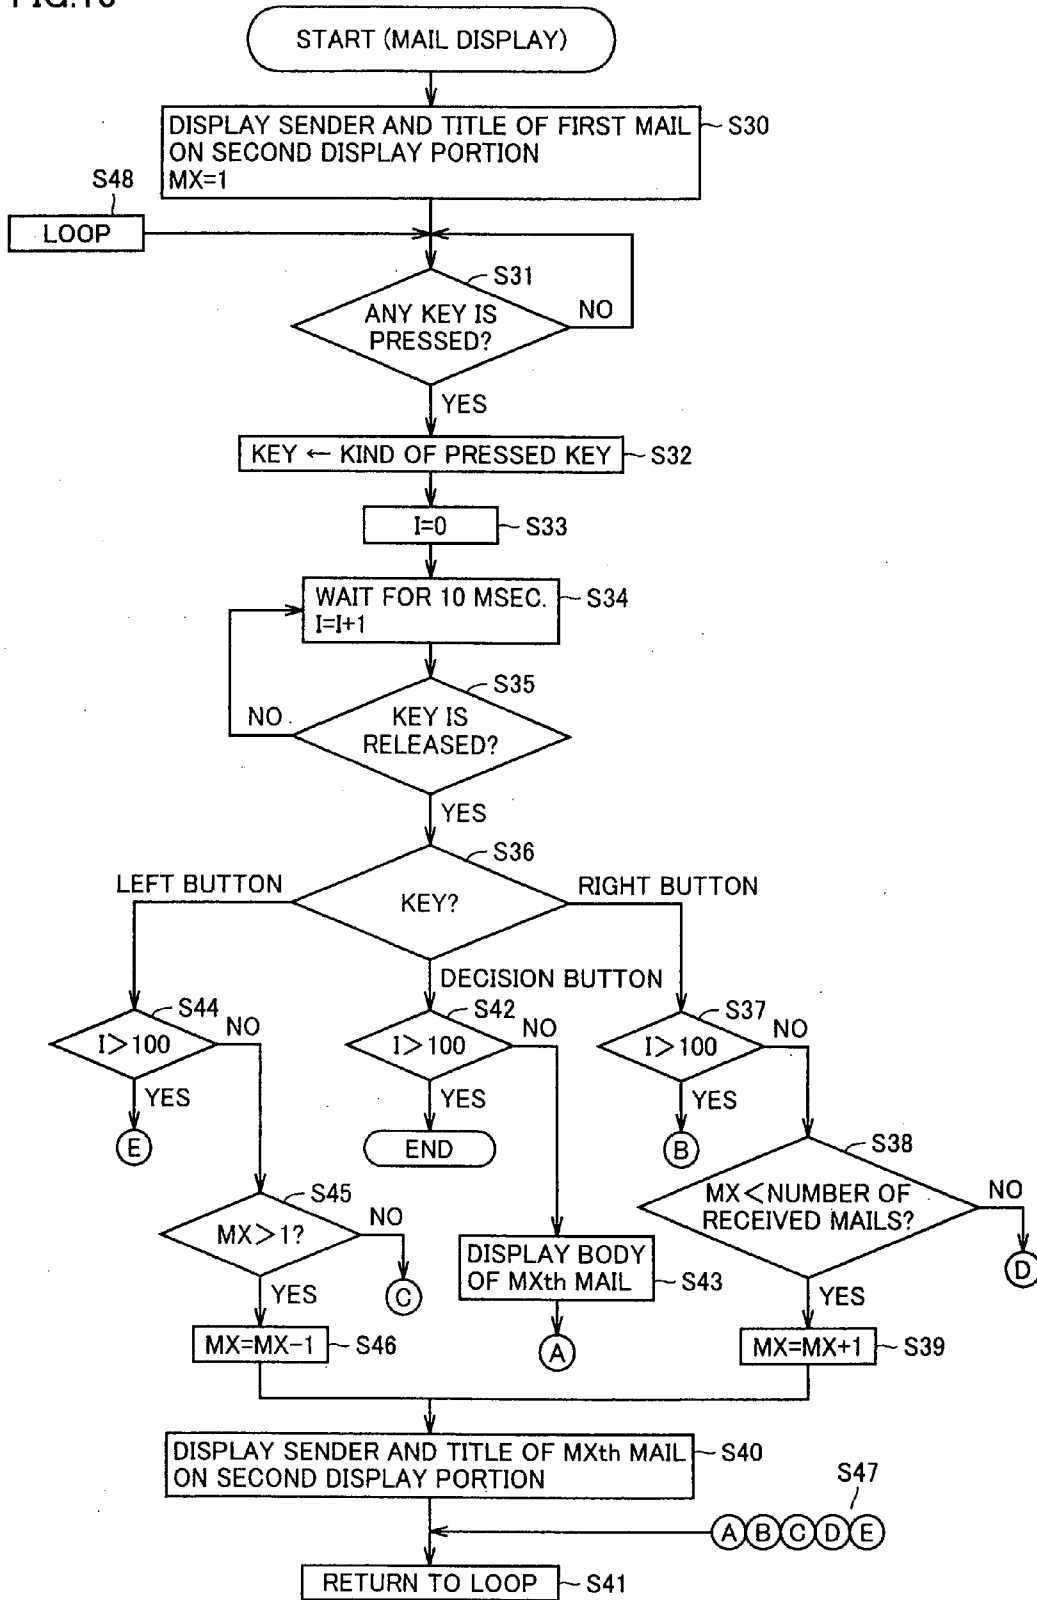 START (MAIL DISPLAY)
DISPLAY SENDER AND TITLE OF FIRST MAIL
ON SECOND DISPLAY PORTION
MX=1
S30
S48
LOOP
S31
ANY KEY IS
PRESSED?
NO
YES
KEY ← KIND OF PRESSED KEY
S32
I=0
S33
WAIT FOR 10 MSEC.
I=I+1
S34
S35
KEY IS
RELEASED?
NO
YES
S36
KEY?
LEFT BUTTON
RIGHT BUTTON
DECISION BUTTON
S44
I>100
NO
YES
E
S42
I>100
NO
YES
END
S37
I>100
NO
YES
B
S38
MX<NUMBER OF
RECEIVED MAILS?
NO
D
YES
S45
MX>1?
NO
C
YES
DISPLAY BODY
OF MXth MAIL
S43
A
MX=MX-1
S46
MX=MX+1
S39
DISPLAY SENDER AND TITLE OF MXth MAIL
ON SECOND DISPLAY PORTION
S40
S47
A B C D E
RETURN TO LOOP
S41